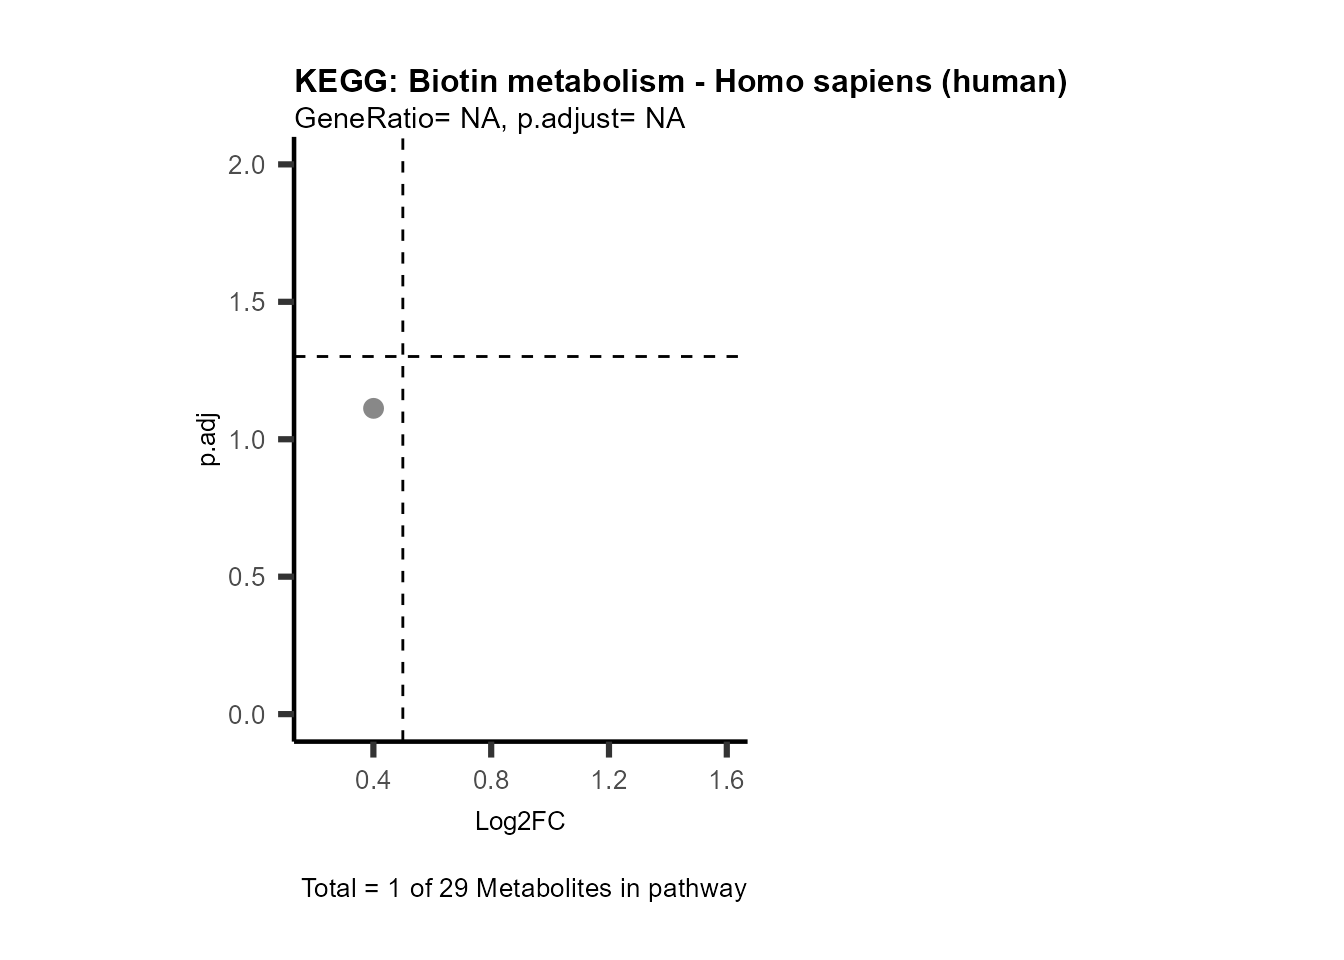 KEGG: Biotin metabolism - Homo sapiens (human)
GeneRatio= NA, p.adjust= NA
2.0
1.5
1.0
0.5
0.0
p.adj
0.4 0.8 1.2 1.6
Log2FC
Total = 1 of 29 Metabolites in pathway